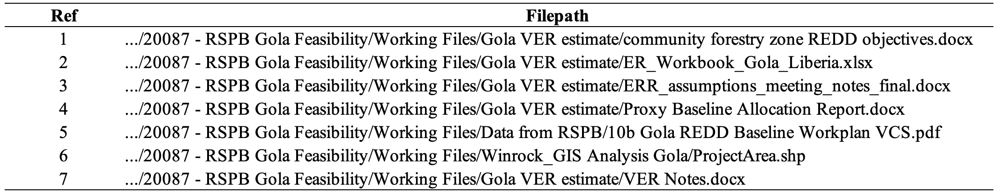 Ref Filepath
1 .../20087 - RSPB Gola Feasibility/Working Files/Gola VER estimate/community forestry zone REDD objectives.docx
2 .../20087 - RSPB Gola Feasibility/Working Files/Gola VER estimate/ER_Workbook_Gola_Liberia.xlsx
3 .../20087 - RSPB Gola Feasibility/Working Files/Gola VER estimate/ERR_assumptions_meeting_notes_final.docx
4 .../20087 - RSPB Gola Feasibility/Working Files/Gola VER estimate/Proxy Baseline Allocation Report.docx
5 .../20087 - RSPB Gola Feasibility/Working Files/Data from RSPB/10b Gola REDD Baseline Workplan VCS.pdf
6 .../20087 - RSPB Gola Feasibility/Working Files/Winrock_GIS Analysis Gola/ProjectArea.shp
7 .../20087 - RSPB Gola Feasibility/Working Files/Gola VER estimate/VER Notes.docx